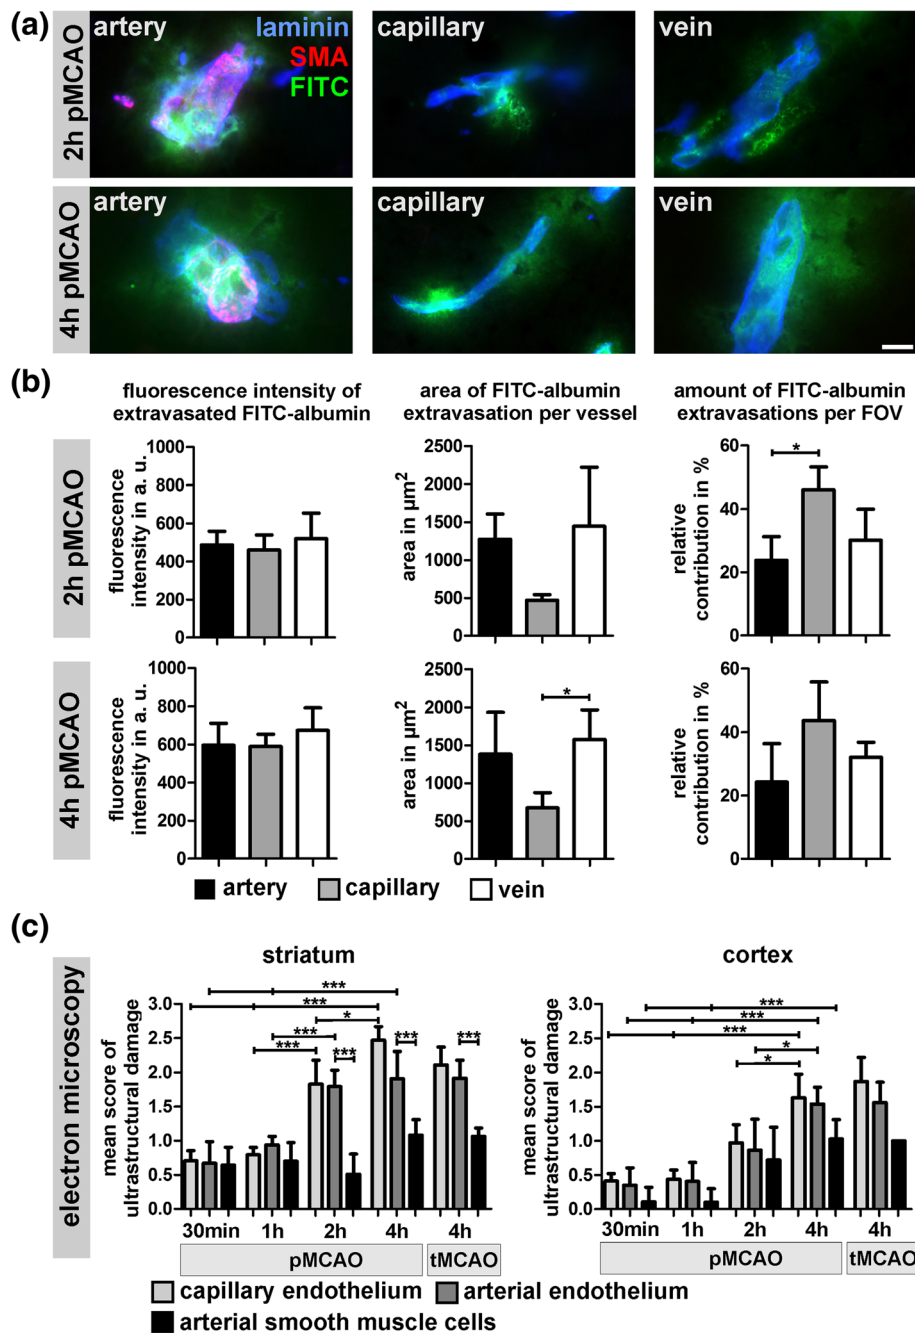 (a)
2h pMCAO
artery
laminin
SMA
FITC
capillary
vein
4h pMCAO
artery
capillary
vein
(b)
fluorescence intensity of
extravasated FITC-albumin
area of FITC-albumin
extravasation per vessel
amount of FITC-albumin
extravasations per FOV
2h pMCAO
fluorescence
intensity in a. u.
1000
800
600
400
200
0
area in µm²
2500
2000
1500
1000
500
0
relative
contribution in %
60
40
20
0
*
4h pMCAO
fluorescence
intensity in a. u.
1000
800
600
400
200
0
area in µm²
2500
2000
1500
1000
500
0
*
relative
contribution in %
60
40
20
0
artery
capillary
vein
(c)
electron microscopy
striatum
mean score of
ultrastructural damage
3.0
2.5
2.0
1.5
1.0
0.5
0.0
***
***
*
***
***
***
***
***
30min
1h
2h
4h
4h
pMCAO
tMCAO
cortex
mean score of
ultrastructural damage
3.0
2.5
2.0
1.5
1.0
0.5
0.0
***
***
***
*
*
30min
1h
2h
4h
4h
pMCAO
tMCAO
capillary endothelium
arterial endothelium
arterial smooth muscle cells